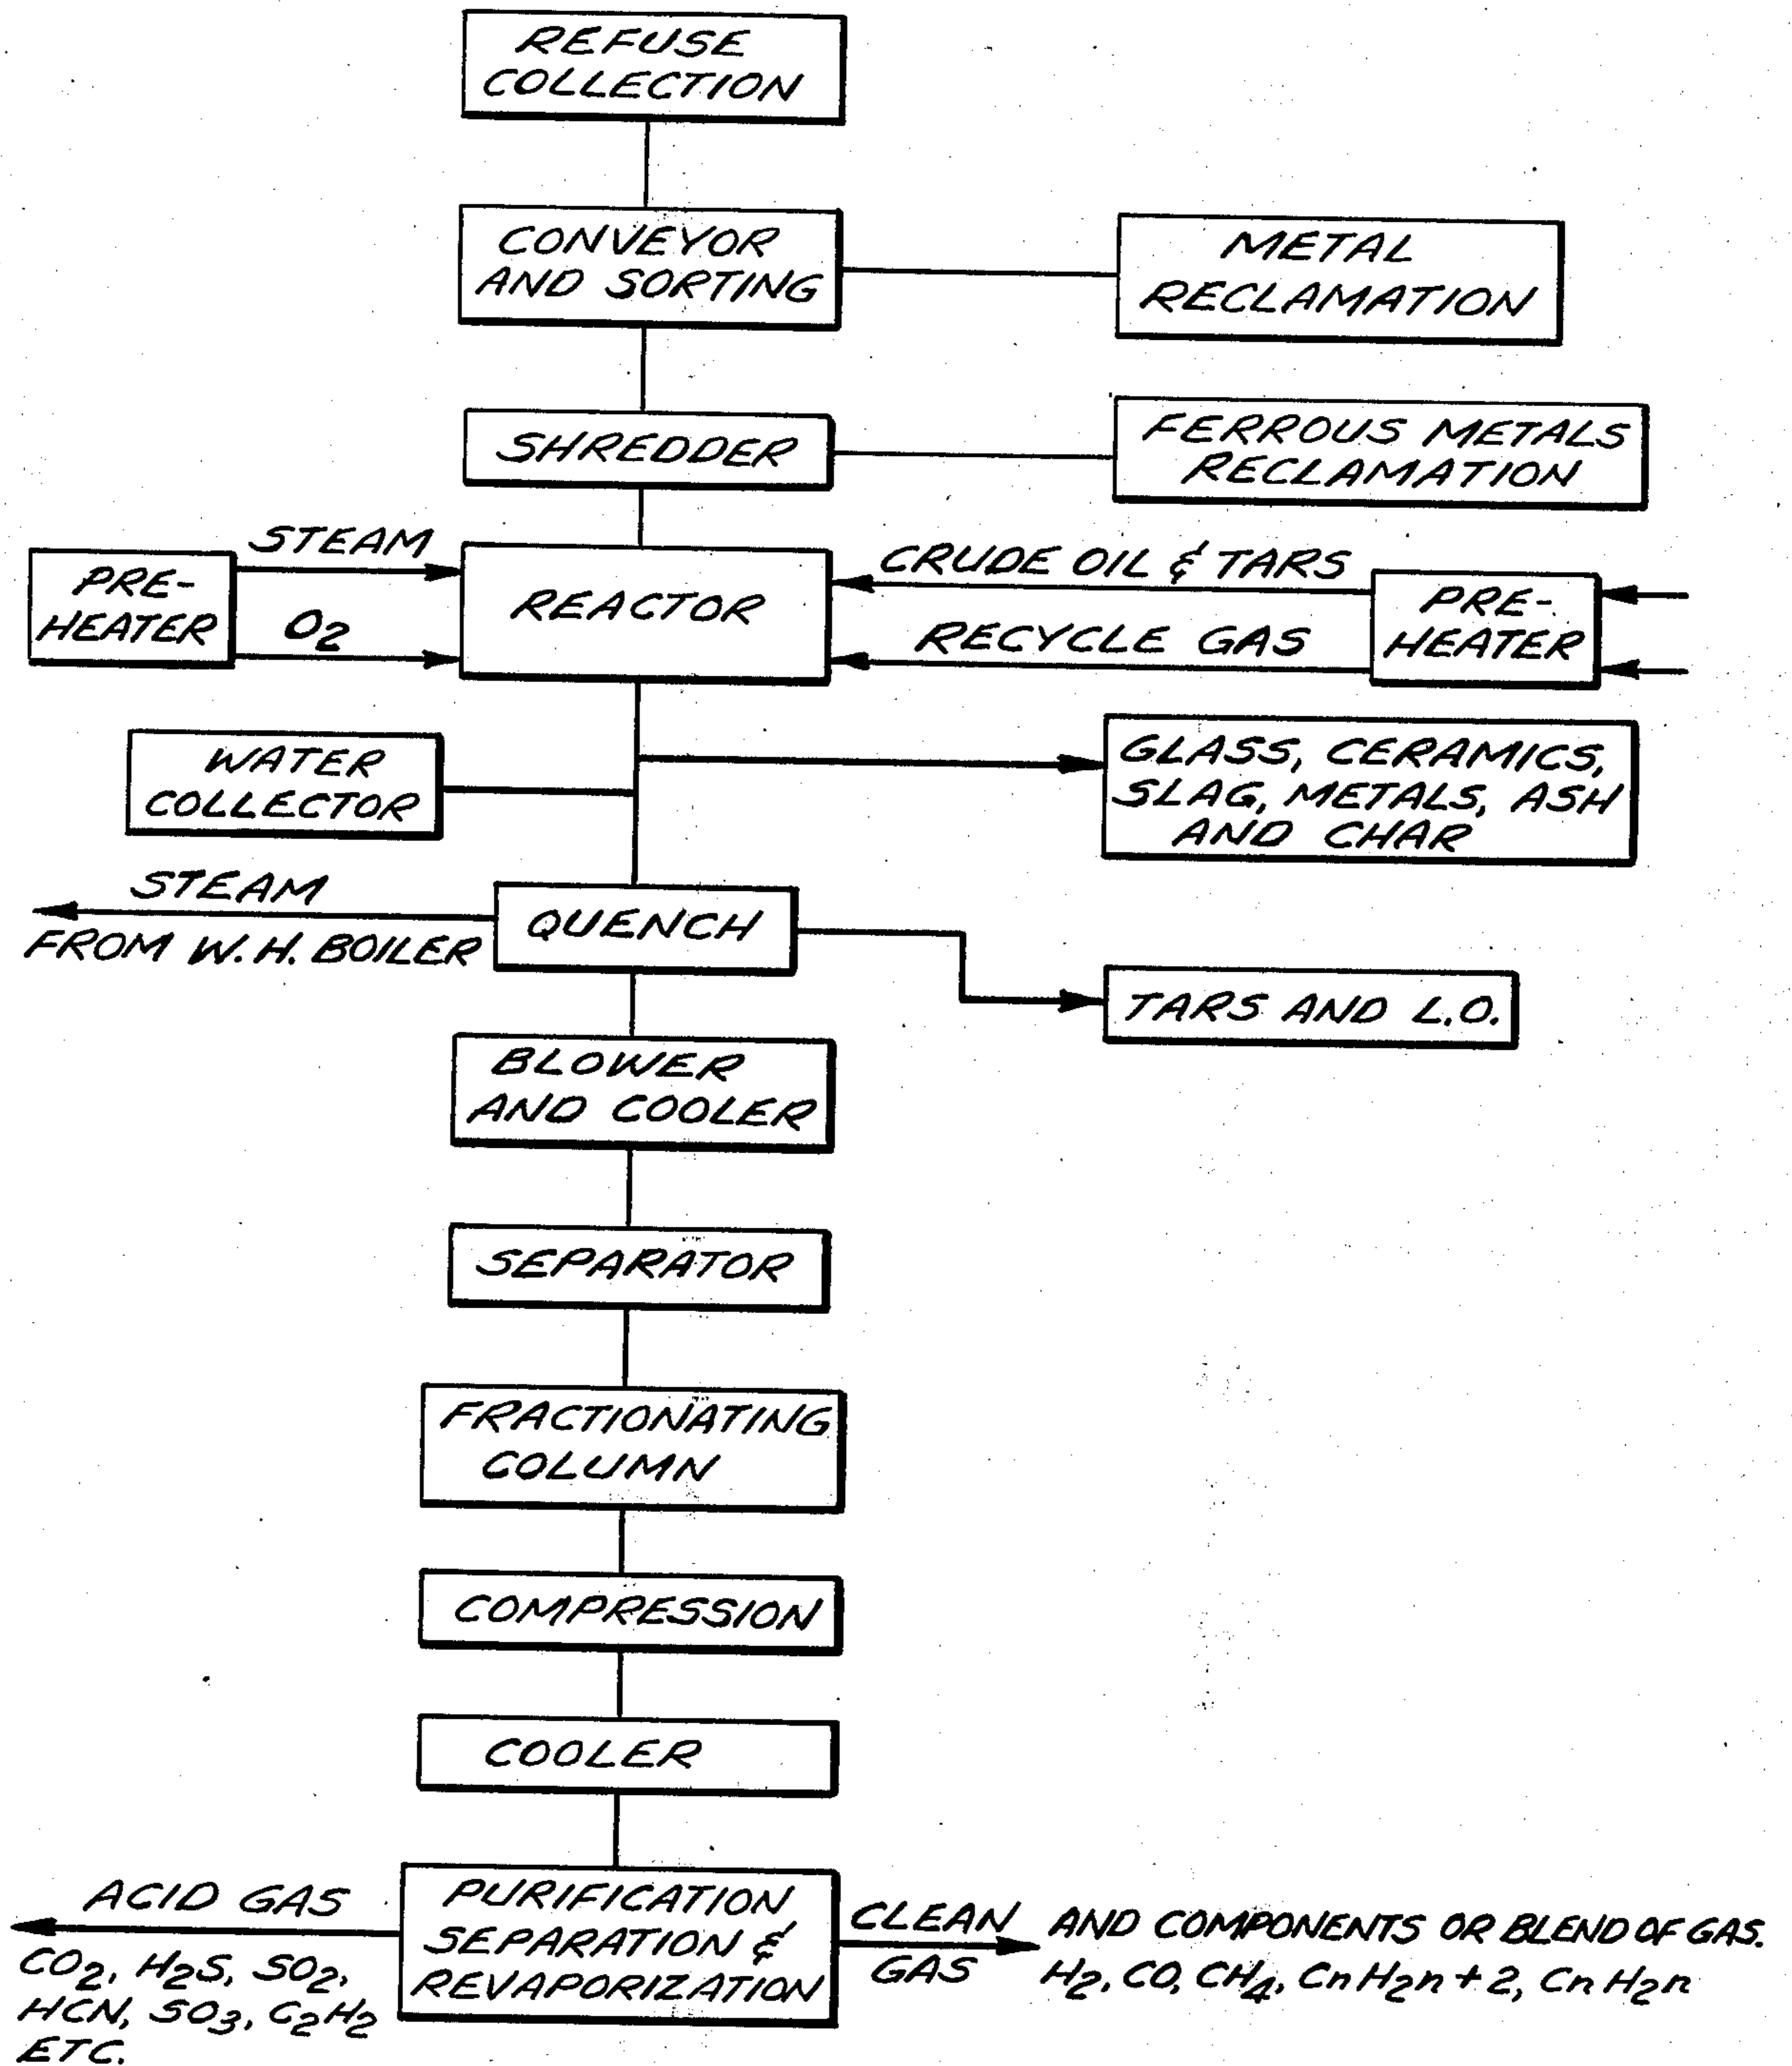 REFUSE
COLLECTION
CONVEYOR
AND SORTING
METAL
RECLAMATION
SHREDDER
FERROUS METALS
RECLAMATION
PRE-
HEATER
STEAM
O2
REACTOR
CRUDE OIL & TARS
RECYCLE GAS
PRE-
HEATER
WATER
COLLECTOR
GLASS, CERAMICS,
SLAG, METALS, ASH
AND CHAR
STEAM
FROM W.H. BOILER
QUENCH
TARS AND L.O.
BLOWER
AND COOLER
SEPARATOR
FRACTIONATING
COLUMN
COMPRESSION
COOLER
ACID GAS
CO2, H2S, SO2,
HCN, SO3, C2H2
ETC.
PURIFICATION
SEPARATION &
REVAPORIZATION
CLEAN
GAS
AND COMPONENTS OR BLEND OF GAS.
H2, CO, CH4, CnH2n+2, CnH2n